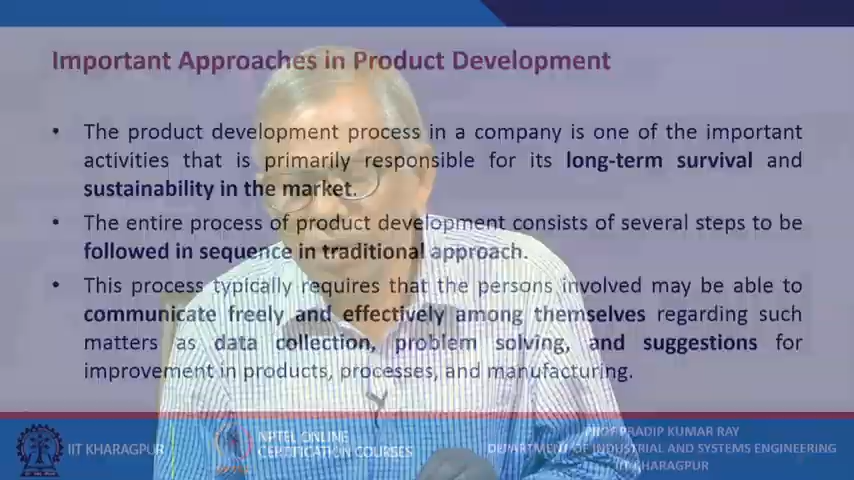 Important Approaches in Product Development
• The product development process in a company is one of the important
activities that is primarily responsible for its long-term survival and
sustainability in the market.
• The entire process of product development consists of several steps to be
followed in sequence in traditional approach.
• This process typically requires that the persons involved may be able to
communicate freely and effectively among themselves regarding such
matters as data collection, problem solving, and suggestions for
improvement in products, processes, and manufacturing.
IIT KHARAGPUR
NPTEL ONLINE
CERTIFICATION COURSES
PROF PRADIP KUMAR RAY
DEPARTMENT OF INDUSTRIAL AND SYSTEMS ENGINEERING
IIT KHARAGPUR